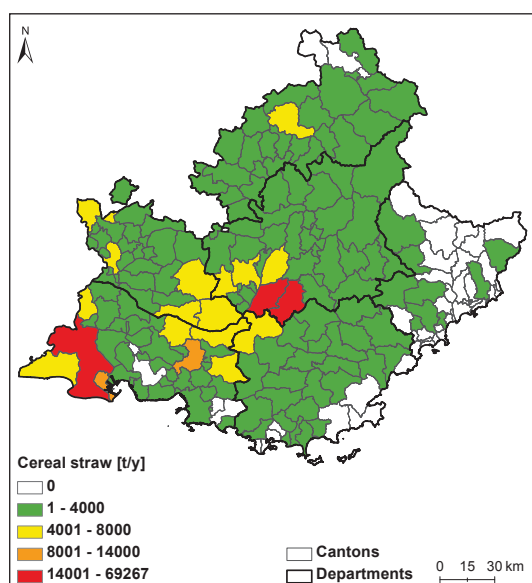 N
Cereal straw [t/y]
0
1 - 4000
4001 - 8000
8001 - 14000
14001 - 69267
Cantons
Departments
0 15 30 km